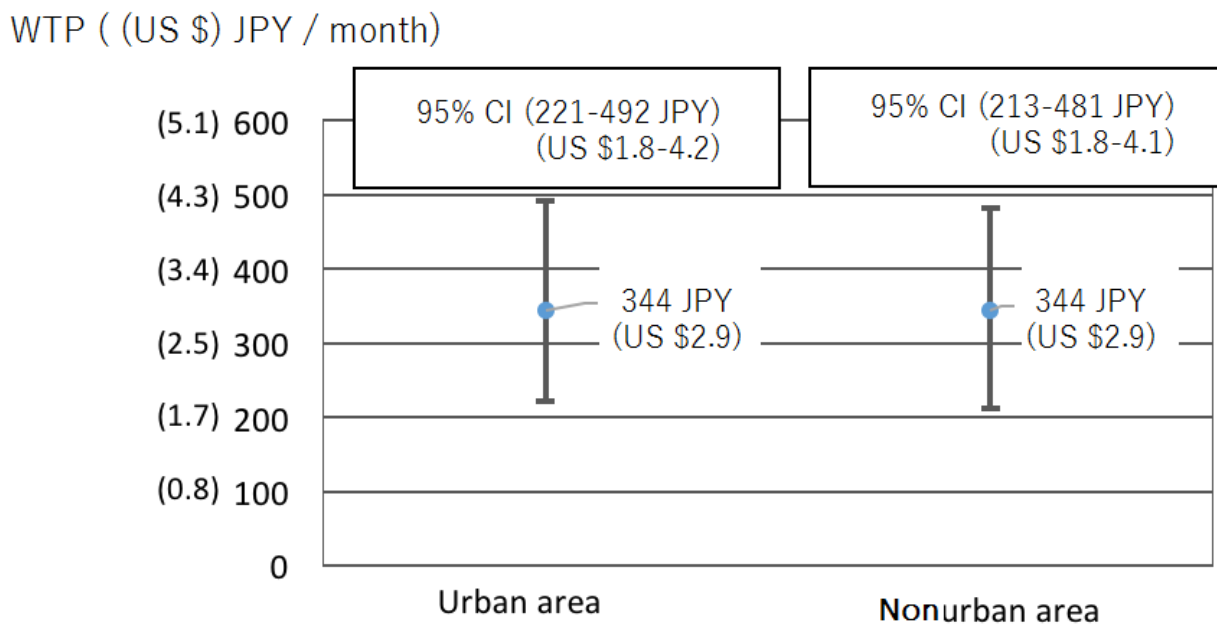 WTP ( (US $) JPY / month)
95% CI (221-492 JPY)
(US $1.8-4.2)
95% CI (213-481 JPY)
(US $1.8-4.1)
(5.1) 600
(4.3) 500
(3.4) 400
344 JPY
(US $2.9)
344 JPY
(US $2.9)
(2.5) 300
(1.7) 200
(0.8) 100
0
Urban area
Nonurban area